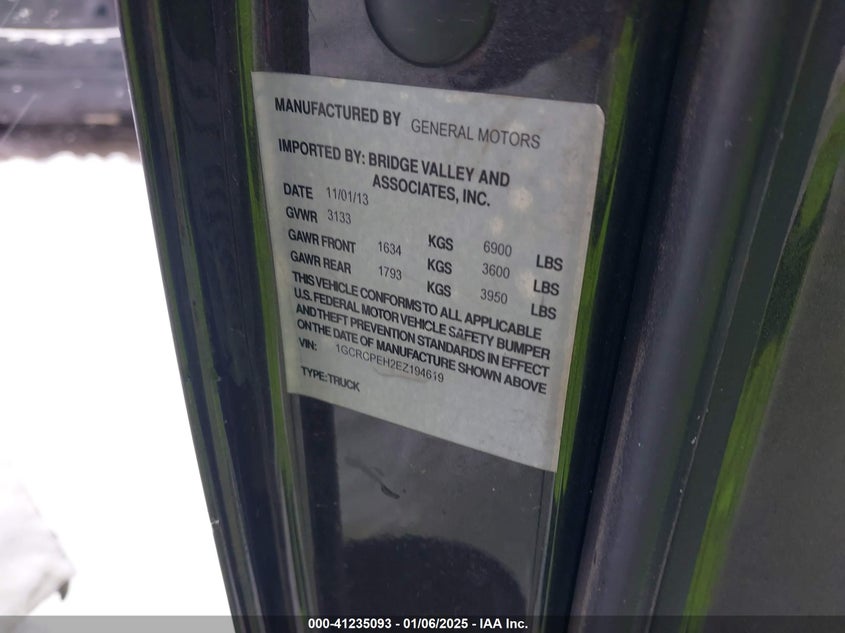 MANUFACTURED BY GENERAL MOTORS
IMPORTED BY: BRIDGE VALLEY AND
ASSOCIATES, INC.
DATE 11/01/13
GVWR 3133 KGS 6900 LBS
GAWR FRONT 1634 KGS 3600 LBS
GAWR REAR 1793 KGS 3950 LBS
THIS VEHICLE CONFORMS TO ALL APPLICABLE
U.S. FEDERAL MOTOR VEHICLE SAFETY BUMPER
AND THEFT PREVENTION STANDARDS IN EFFECT
ON THE DATE OF MANUFACTURE SHOWN ABOVE
VIN: 1GCRCPEH2EZ194619
TYPE: TRUCK
000-41235093 - 01/06/2025 - IAA Inc.